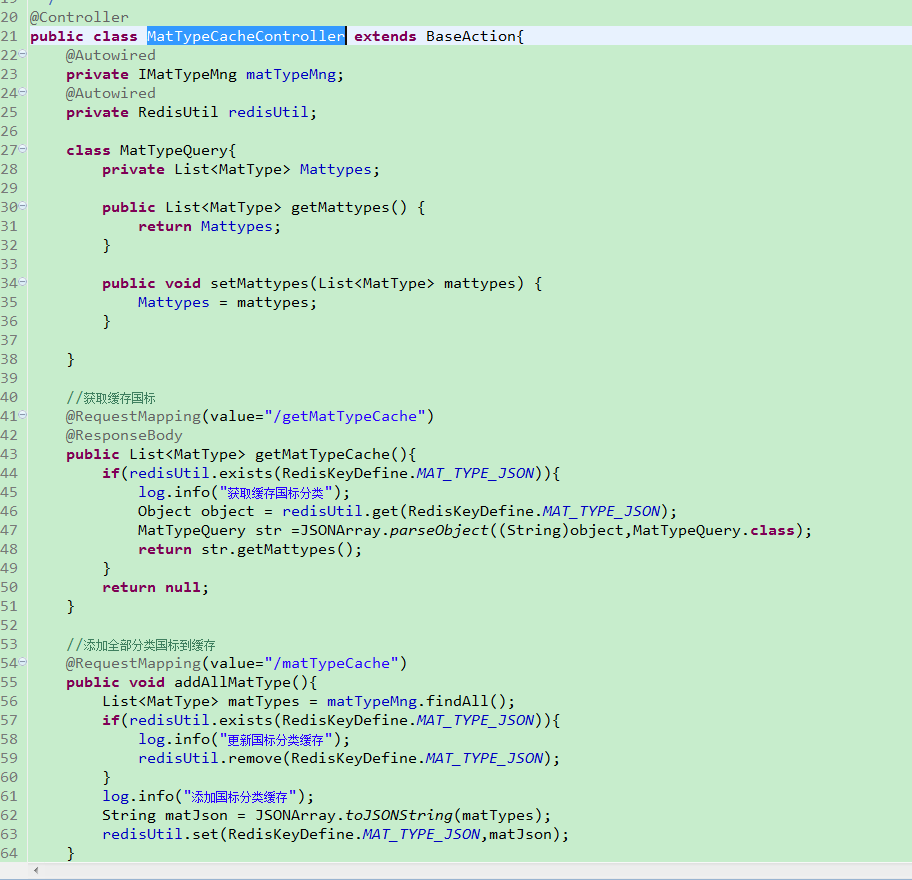 20 @Controller
21 public class MatTypeCacheController extends BaseAction{
22 @Autowired
23 private IMatTypeMng matTypeMng;
24 @Autowired
25 private RedisUtil redisUtil;
26
27 class MatTypeQuery{
28 private List<MatType> Mattypes;
29
30 public List<MatType> getMattypes() {
31 return Mattypes;
32 }
33
34 public void setMattypes(List<MatType> mattypes) {
35 Mattypes = mattypes;
36 }
37
38 }
39
40 //获取缓存国标
41 @RequestMapping(value="/getMatTypeCache")
42 @ResponseBody
43 public List<MatType> getMatTypeCache(){
44 if(redisUtil.exists(RedisKeyDefine.MAT_TYPE_JSON)){
45 log.info("获取缓存国标分类");
46 Object object = redisUtil.get(RedisKeyDefine.MAT_TYPE_JSON);
47 MatTypeQuery str =JSONArray.parseObject((String)object,MatTypeQuery.class);
48 return str.getMattypes();
49 }
50 return null;
51 }
52
53 //添加全部分类国标到缓存
54 @RequestMapping(value="/matTypeCache")
55 public void addAllMatType(){
56 List<MatType> matTypes = matTypeMng.findAll();
57 if(redisUtil.exists(RedisKeyDefine.MAT_TYPE_JSON)){
58 log.info("更新国标分类缓存");
59 redisUtil.remove(RedisKeyDefine.MAT_TYPE_JSON);
60 }
61 log.info("添加国标分类缓存");
62 String matJson = JSONArray.toJSONString(matTypes);
63 redisUtil.set(RedisKeyDefine.MAT_TYPE_JSON,matJson);
64 }